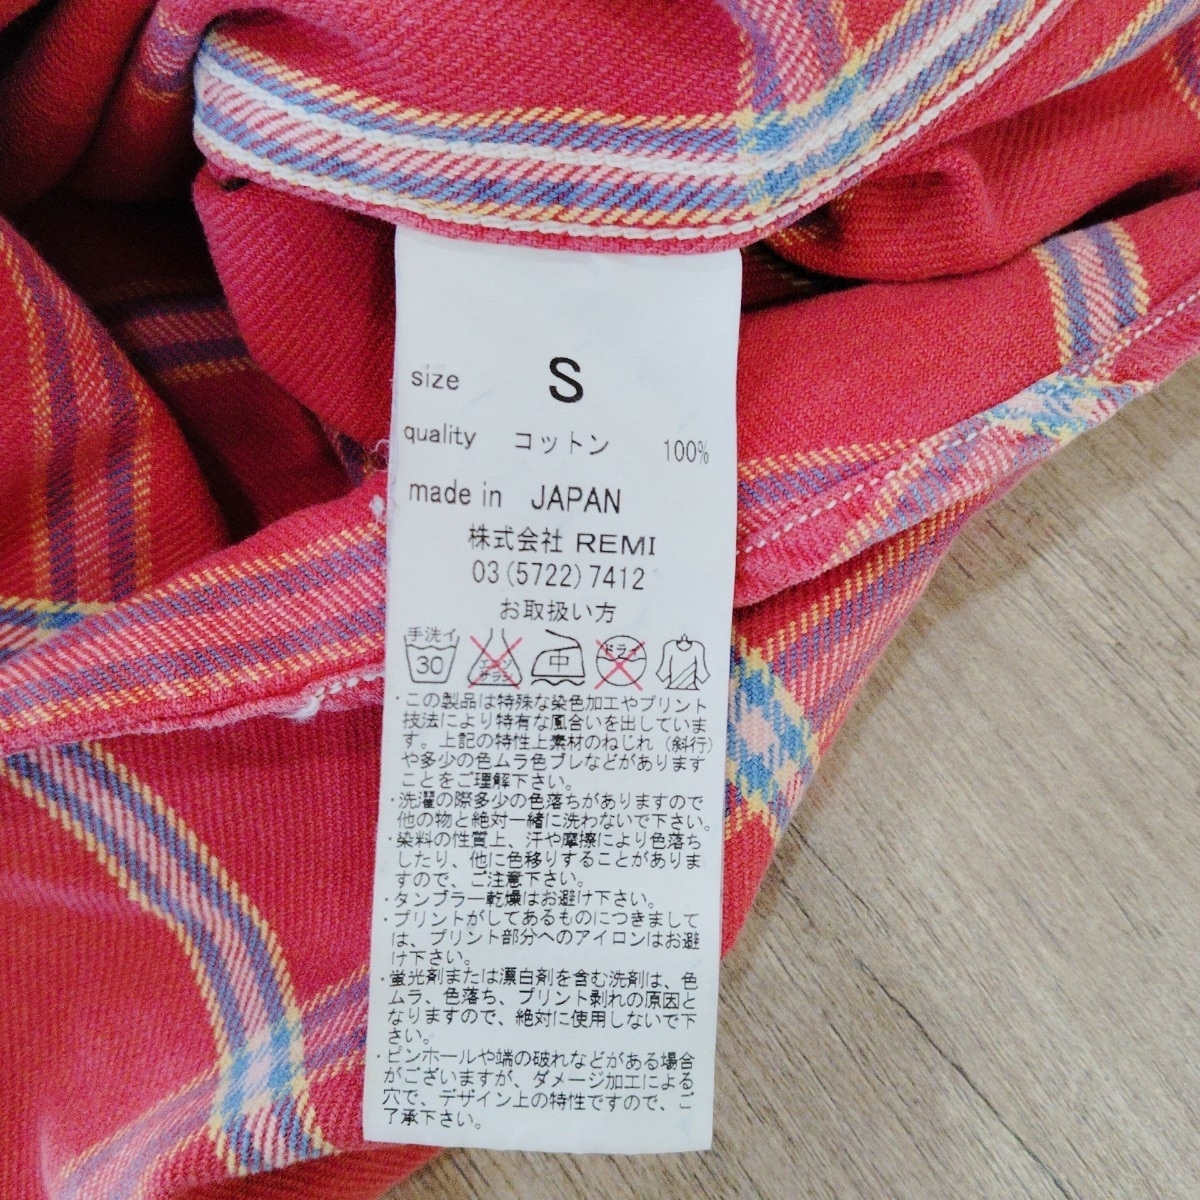 size S
quality コットン 100%
made in JAPAN
株式会社 REMI
03(5722)7412
お取扱い方
手洗イ
30
エンソ
サラシ
中
ドライ
・この製品は特殊な染色加工やプリント
技法により特有な風合いを出していま
す。上記の特性上素材のねじれ（斜行）
や多少の色ムラ色ブレなどがあります
ことをご理解下さい。
・洗濯の際多少の色落ちがありますので
他の物と絶対一緒に洗わないで下さい。
・染料の性質上、汗や摩擦により色落ち
したり、他に色移りすることがありま
すので、ご注意下さい。
・タンブラー乾燥はお避け下さい。
・プリントがしてあるものにつきまして
は、プリント部分へのアイロンはお避
け下さい。
・蛍光剤または漂白剤を含む洗剤は、色
ムラ、色落ち、プリント剥れの原因と
なりますので、絶対に使用しないで下
さい。
・ピンホールや端の破れなどがある場合
がございますが、ダメージ加工による
穴で、デザイン上の特性ですので、ご
了承下さい。